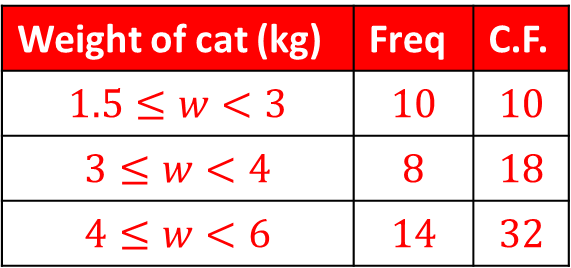 Weight of cat (kg) Freq C.F.
1.5 ≤ w < 3 10 10
3 ≤ w < 4 8 18
4 ≤ w < 6 14 32